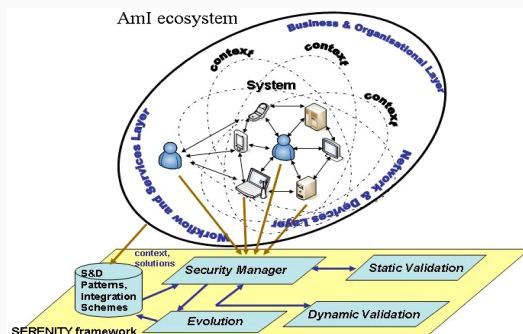 AmI ecosystem
Business & Organisational Layer
context
context
context
System
Workflow and Services Layer
Network & Devices Layer
context,
solutions
S&D
Patterns,
Integration
Schemes
Security Manager
Static Validation
Evolution
Dynamic Validation
SERENITY framework